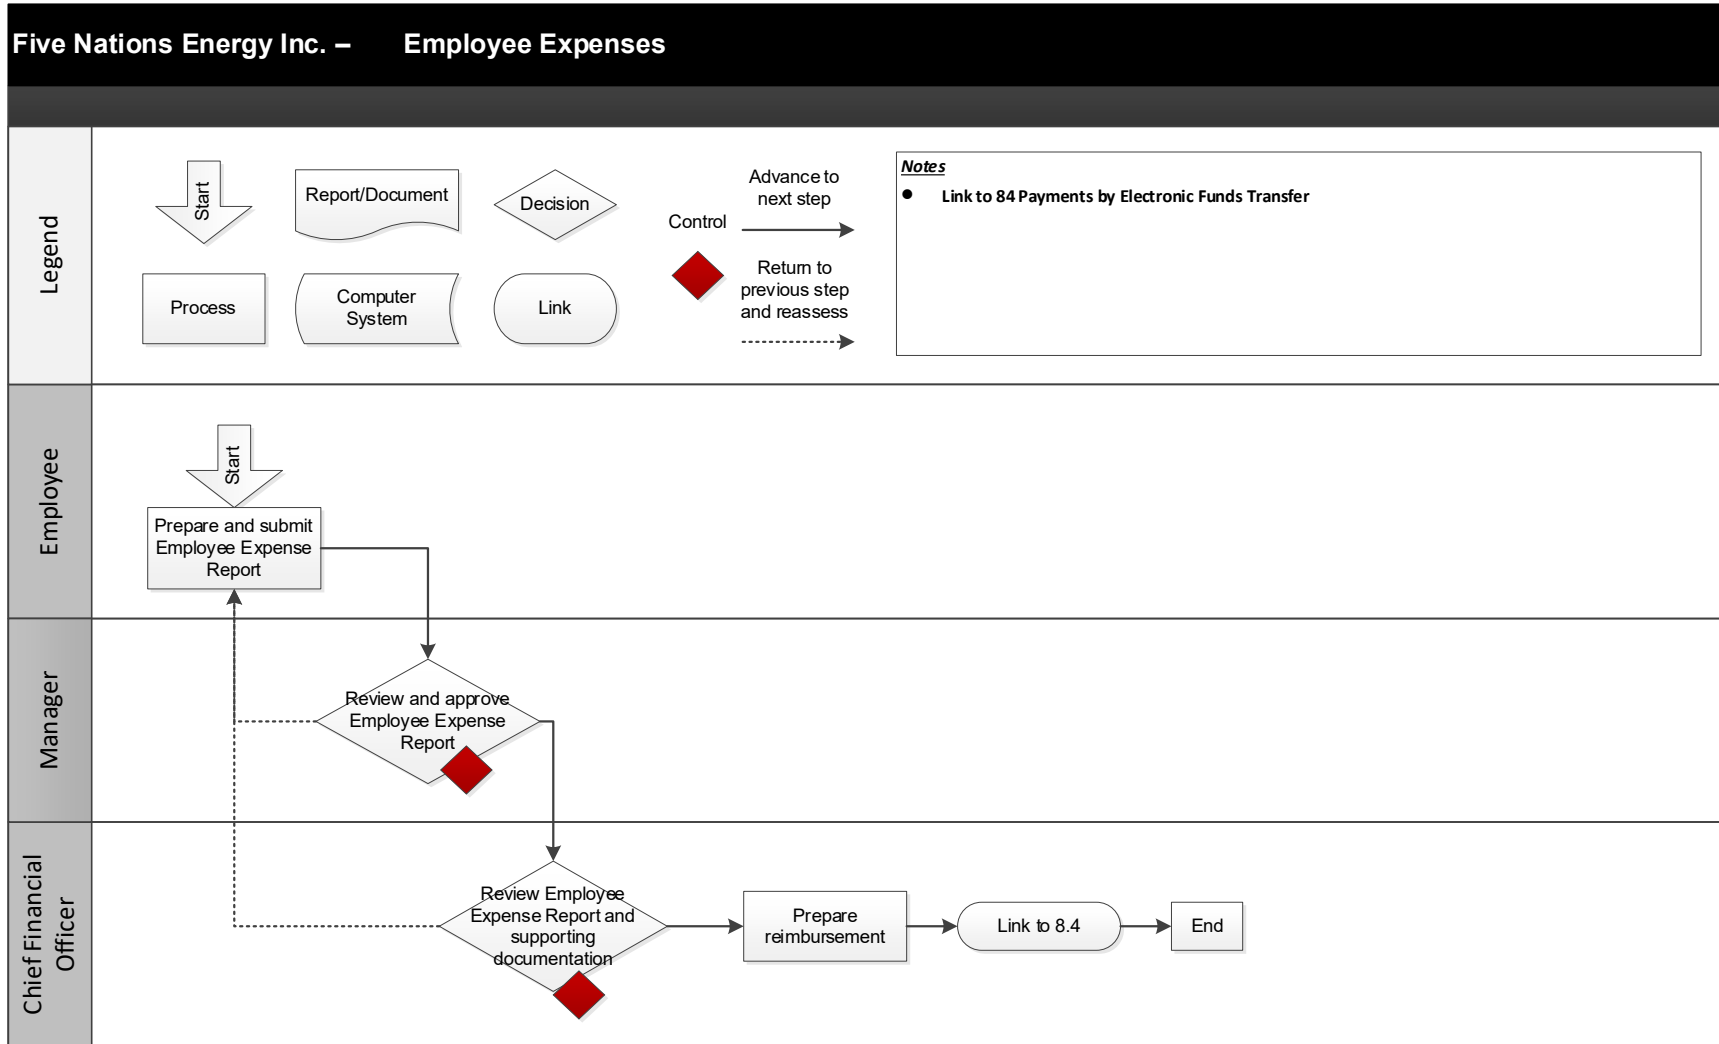 Five Nations Energy Inc. – Employee Expenses
Legend
Start
Report/Document
Decision
Process
Computer
System
Link
Control
Advance to
next step
Return to
previous step
and reassess
Notes
● Link to 84 Payments by Electronic Funds Transfer
Employee
Start
Prepare and submit
Employee Expense
Report
Manager
Review and approve
Employee Expense
Report
Chief Financial
Officer
Review Employee
Expense Report and
supporting
documentation
Prepare
reimbursement
Link to 8.4
End